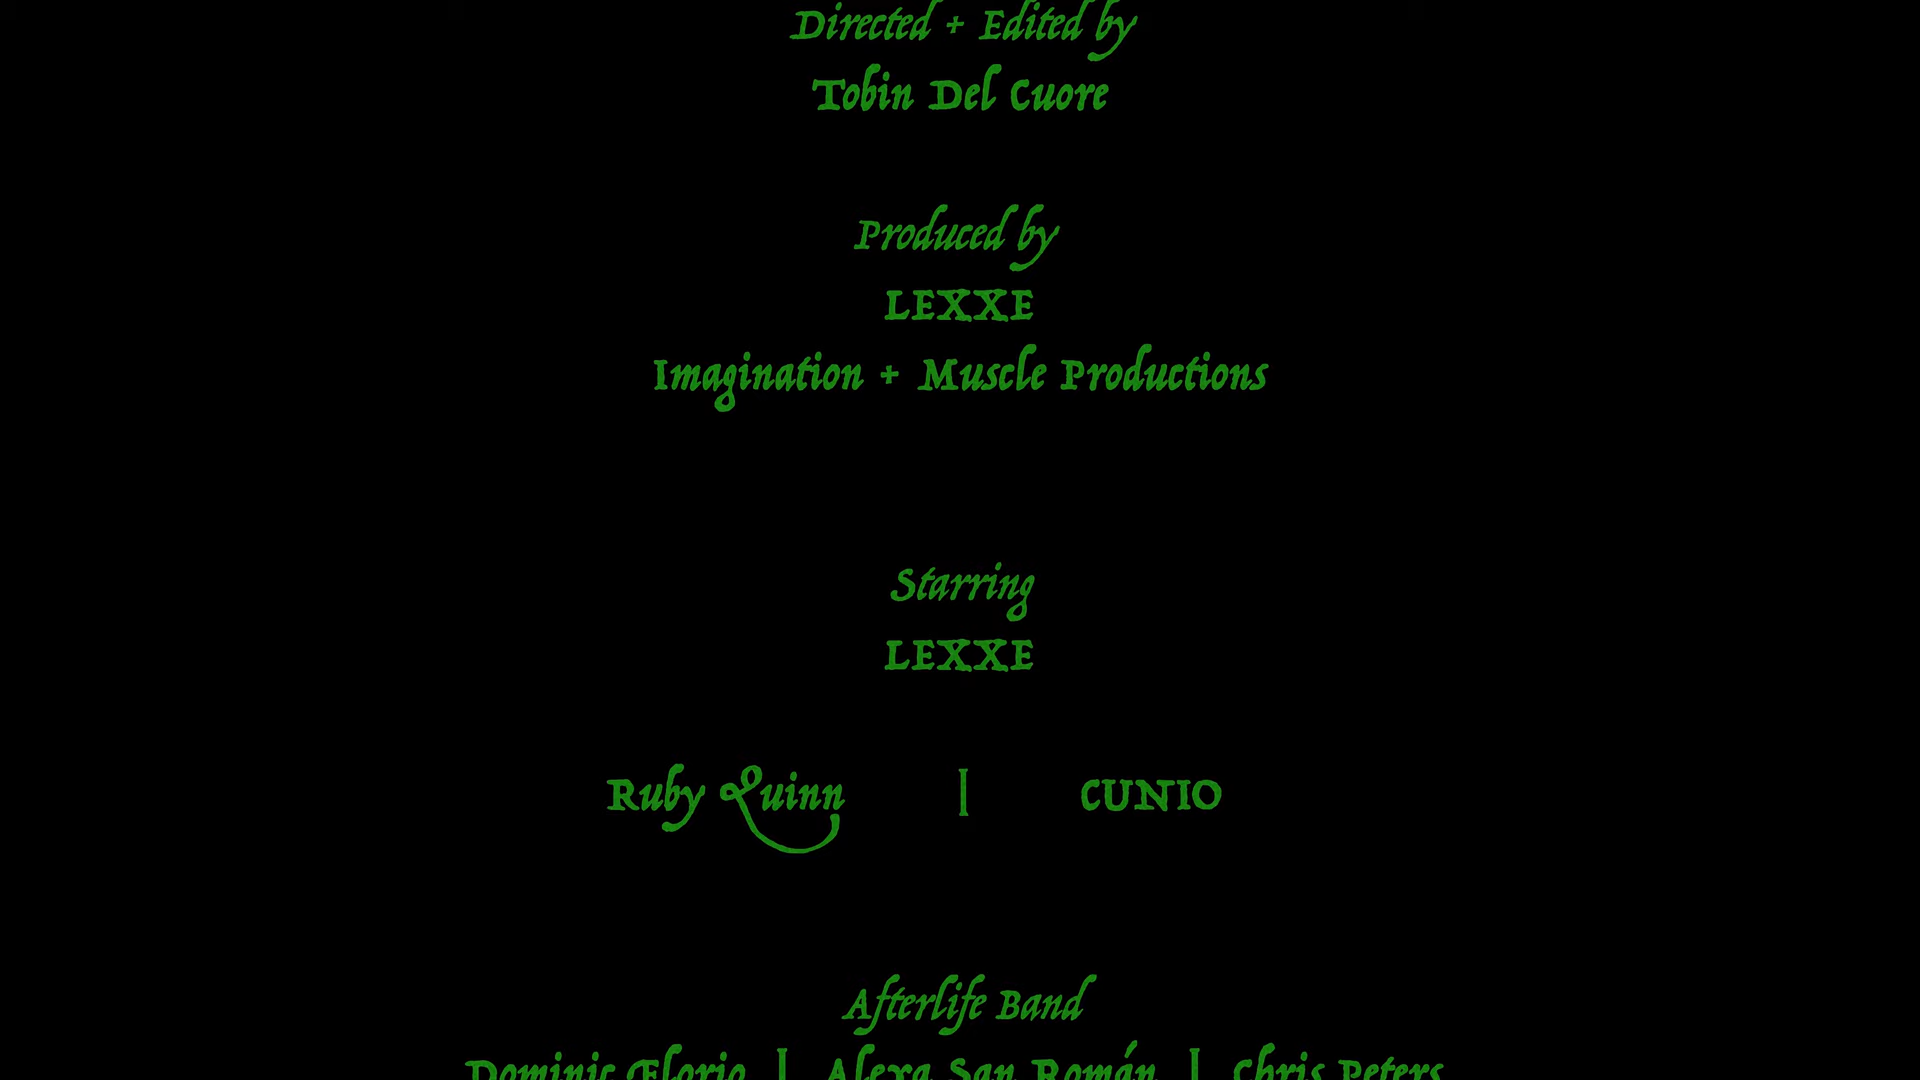 Directed + Edited by
Tobin Del Cuore
Produced by
LEXXE
Imagination + Muscle Productions
Starring
LEXXE
Ruby Quinn | CUNIO
Afterlife Band
Dominic Florio | Alexa San Román | Chris Peters